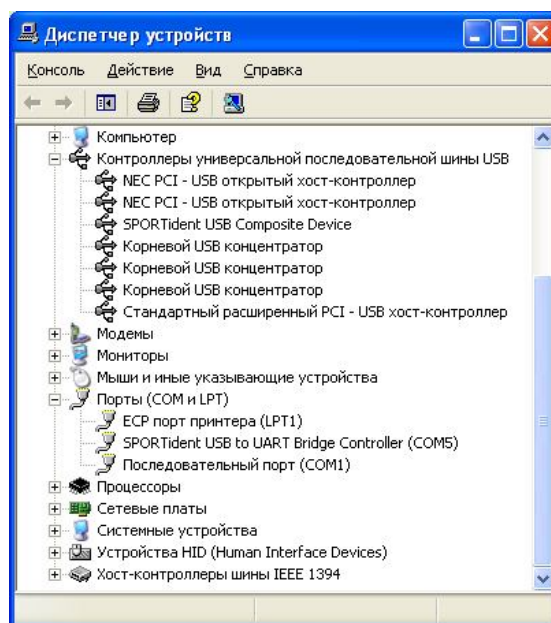 Диспетчер устройств
Консоль Действие Вид Справка
Компьютер
Контроллеры универсальной последовательной шины USB
NEC PCI - USB открытый хост-контроллер
NEC PCI - USB открытый хост-контроллер
SPORTident USB Composite Device
Корневой USB концентратор
Корневой USB концентратор
Корневой USB концентратор
Стандартный расширенный PCI - USB хост-контроллер
Модемы
Мониторы
Мыши и иные указывающие устройства
Порты (COM и LPT)
ECP порт принтера (LPT1)
SPORTident USB to UART Bridge Controller (COM5)
Последовательный порт (COM1)
Процессоры
Сетевые платы
Системные устройства
Устройства HID (Human Interface Devices)
Хост-контроллеры шины IEEE 1394